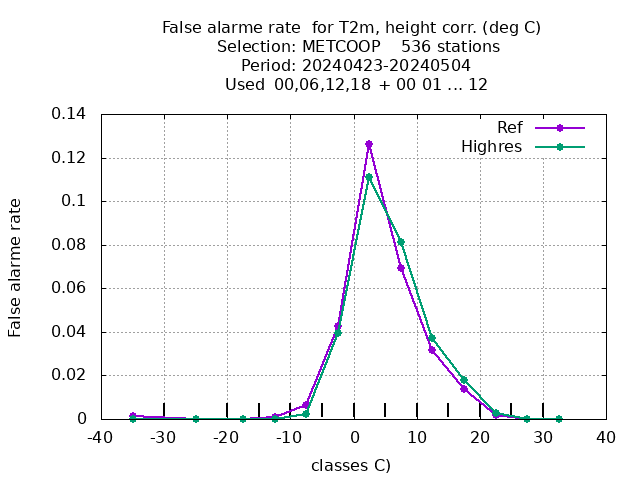 False alarme rate  for T2m, height corr. (deg C)
Selection: METCOOP    536 stations
Period: 20240423-20240504
Used  00,06,12,18 + 00 01 ... 12
Ref
Highres
False alarme rate
0.14
0.12
0.1
0.08
0.06
0.04
0.02
0
-40 -30 -20 -10 0 10 20 30 40
classes C)